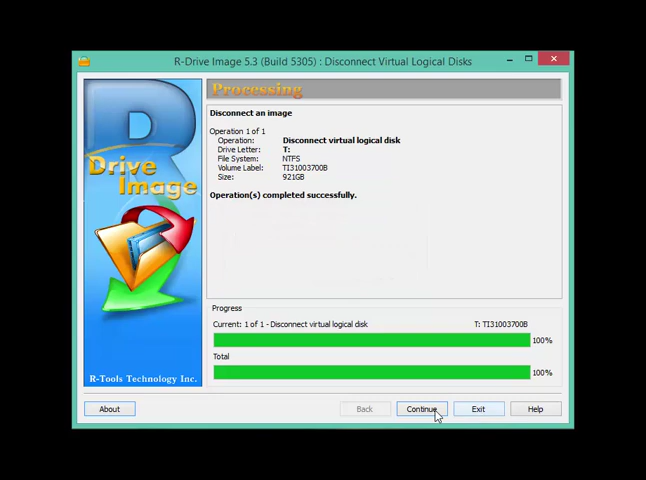 R-Drive Image 5.3 (Build 5305) : Disconnect Virtual Logical Disks
R
D
Drive
Image
R-Tools Technology Inc.
Processing
Disconnect an image
Operation 1 of 1
Operation: Disconnect virtual logical disk
Drive Letter: T:
File System: NTFS
Volume Label: TI31003700B
Size: 921GB
Operation(s) completed successfully.
Progress
Current: 1 of 1 - Disconnect virtual logical disk T: TI31003700B
100%
Total
100%
About Back Continue Exit Help